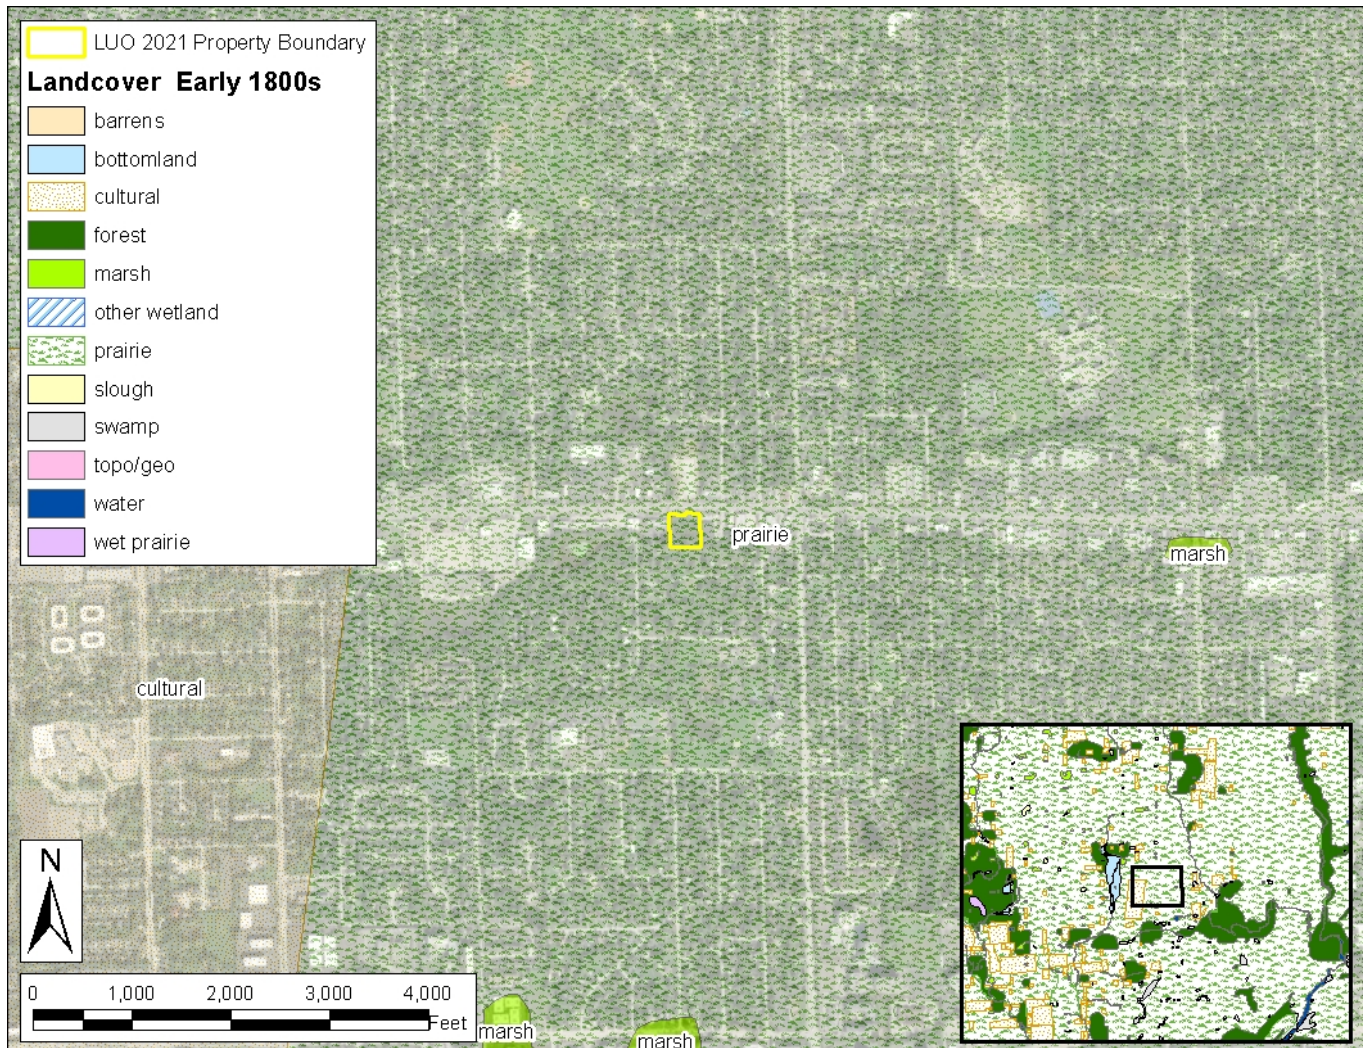 LUO 2021 Property Boundary
Landcover Early 1800s
barrens
bottomland
cultural
forest
marsh
other wetland
prairie
slough
swamp
topo/geo
water
wet prairie
prairie
marsh
cultural
N
0 1,000 2,000 3,000 4,000
Feet
marsh
marsh